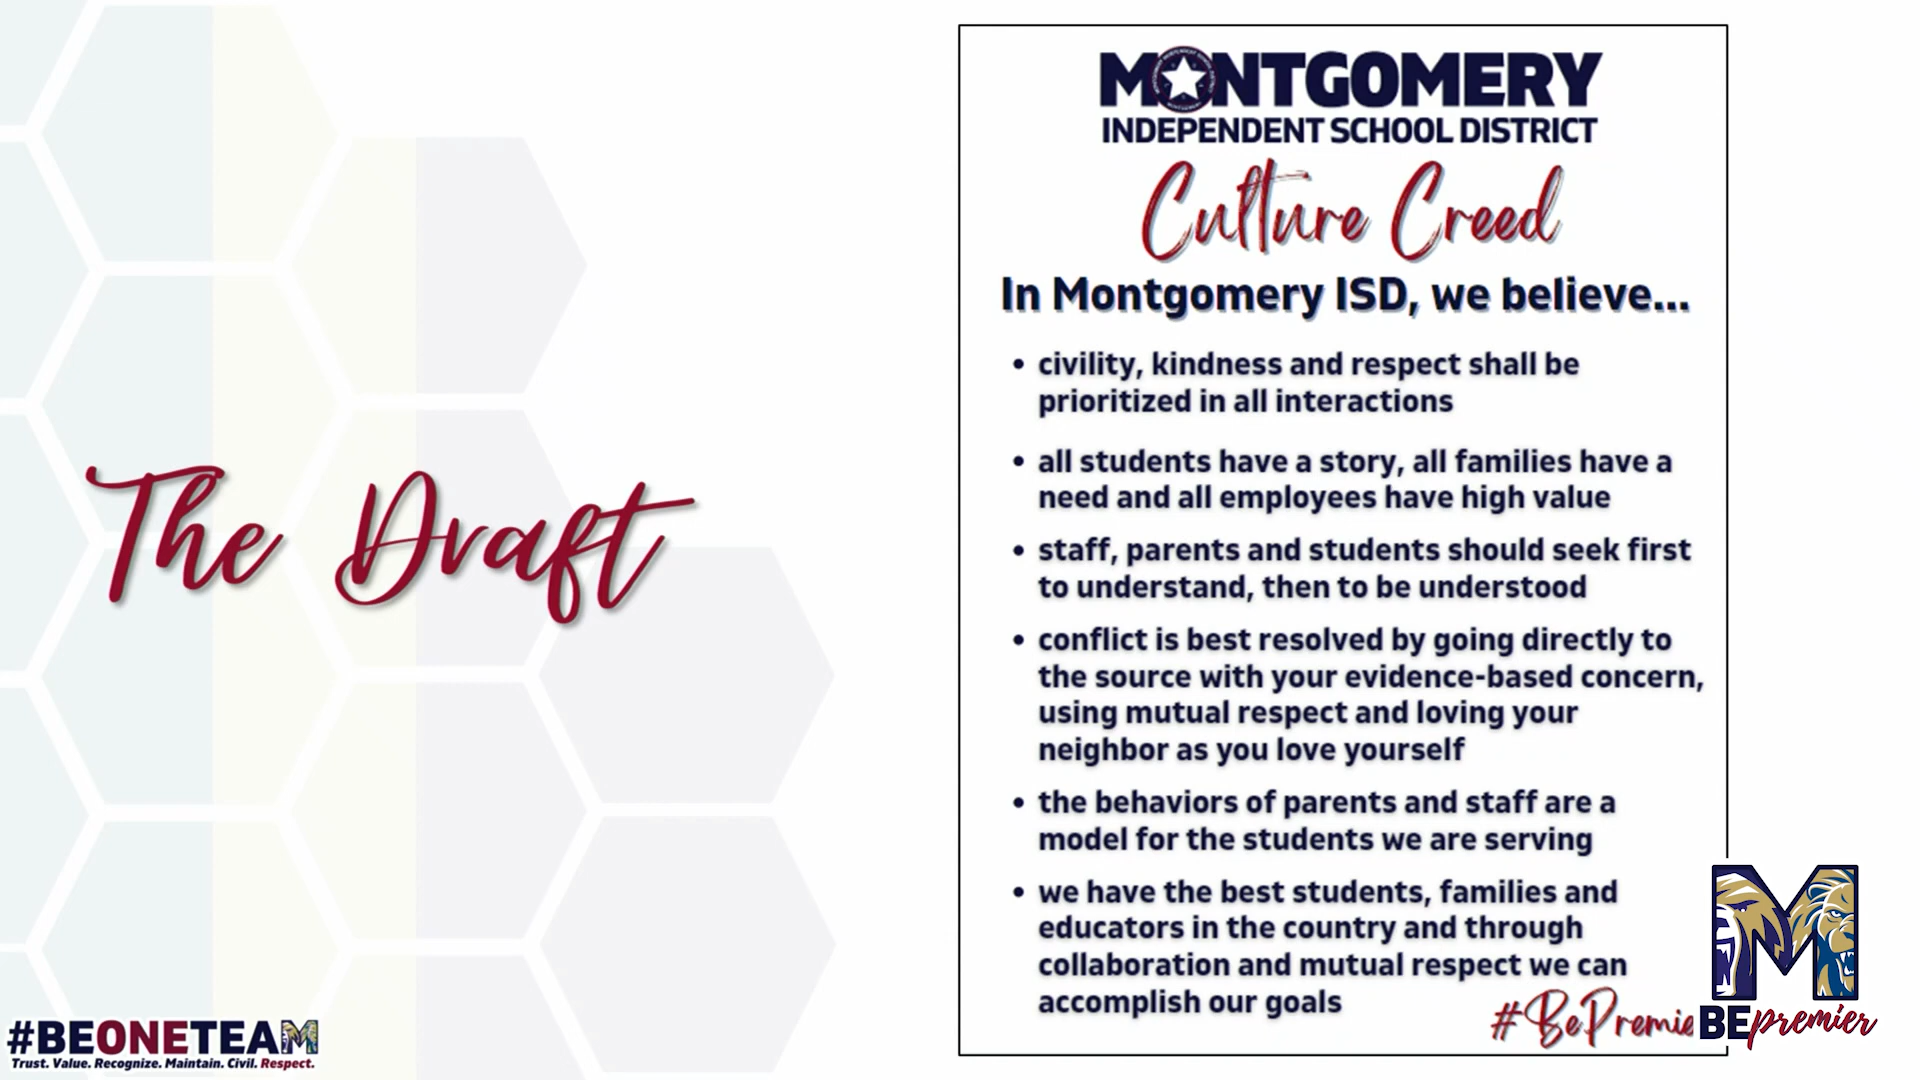 The Draft
MONTGOMERY
INDEPENDENT SCHOOL DISTRICT
Culture Creed
In Montgomery ISD, we believe...
• civility, kindness and respect shall be
prioritized in all interactions
• all students have a story, all families have a
need and all employees have high value
• staff, parents and students should seek first
to understand, then to be understood
• conflict is best resolved by going directly to
the source with your evidence-based concern,
using mutual respect and loving your
neighbor as you love yourself
• the behaviors of parents and staff are a
model for the students we are serving
• we have the best students, families and
educators in the country and through
collaboration and mutual respect we can
accomplish our goals
#BePremie
M
BEpremier
#BEONETEAM
Trust. Value. Recognize. Maintain. Civil. Respect.